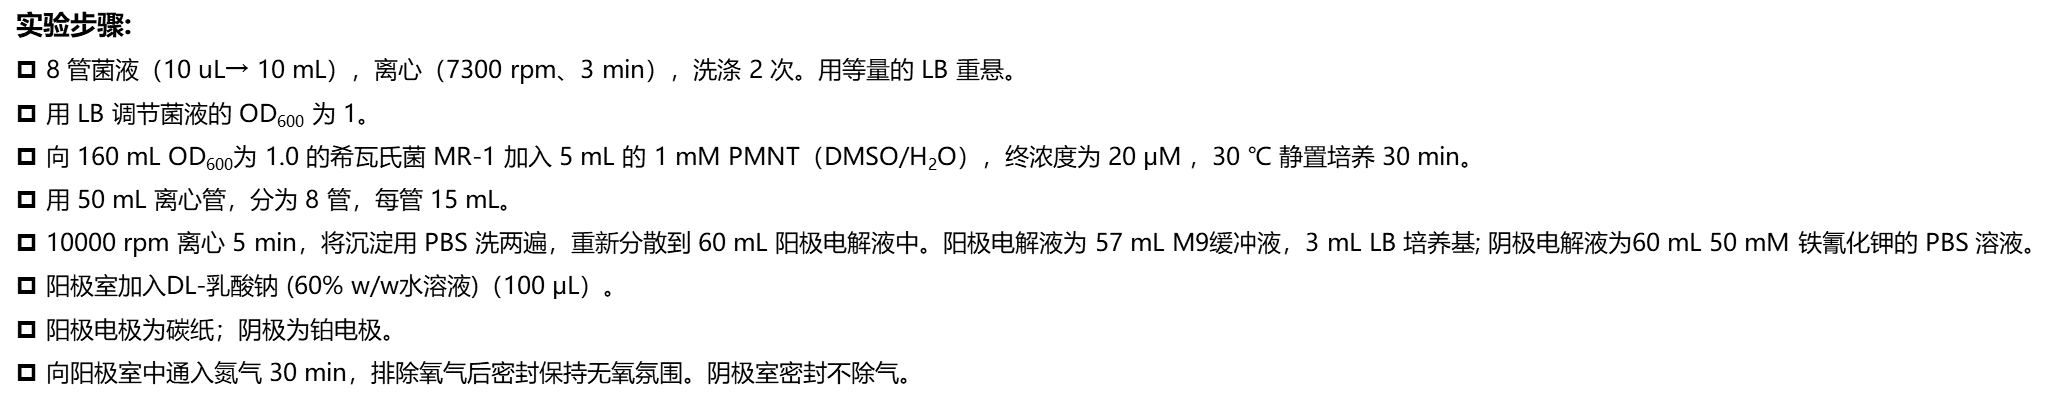 实验步骤:
8 管菌液（10 uL→ 10 mL），离心（7300 rpm、3 min），洗涤 2 次。用等量的 LB 重悬。
用 LB 调节菌液的 OD600 为 1。
向 160 mL OD600为 1.0 的希瓦氏菌 MR-1 加入 5 mL 的 1 mM PMNT（DMSO/H2O），终浓度为 20 μM ，30 ℃ 静置培养 30 min。
用 50 mL 离心管，分为 8 管，每管 15 mL。
10000 rpm 离心 5 min，将沉淀用 PBS 洗两遍，重新分散到 60 mL 阳极电解液中。阳极电解液为 57 mL M9缓冲液，3 mL LB 培养基; 阴极电解液为60 mL 50 mM 铁氰化钾的 PBS 溶液。
阳极室加入DL-乳酸钠 (60% w/w水溶液)（100 μL）。
阳极电极为碳纸；阴极为铂电极。
向阳极室中通入氮气 30 min，排除氧气后密封保持无氧氛围。阴极室密封不除气。